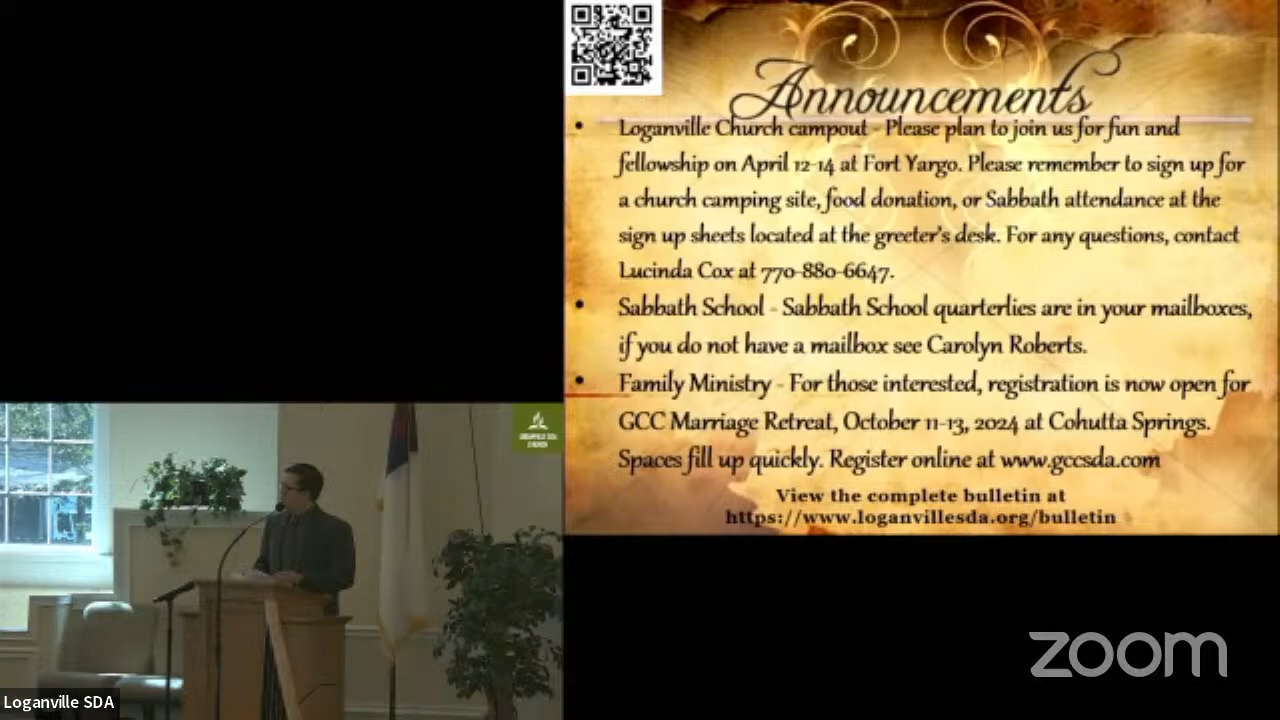 Announcements
• Loganville Church campout - Please plan to join us for fun and
fellowship on April 12-14 at Fort Yargo. Please remember to sign up for
a church camping site, food donation, or Sabbath attendance at the
sign up sheets located at the greeter's desk. For any questions, contact
Lucinda Cox at 770-880-6647.
• Sabbath School - Sabbath School quarterlies are in your mailboxes,
if you do not have a mailbox see Carolyn Roberts.
• Family Ministry - For those interested, registration is now open for
GCC Marriage Retreat, October 11-13, 2024 at Cohutta Springs.
Spaces fill up quickly. Register online at www.gccsda.com
View the complete bulletin at
https://www.loganvillesda.org/bulletin
LOGANVILLE SDA
CHURCH
zoom
Loganville SDA